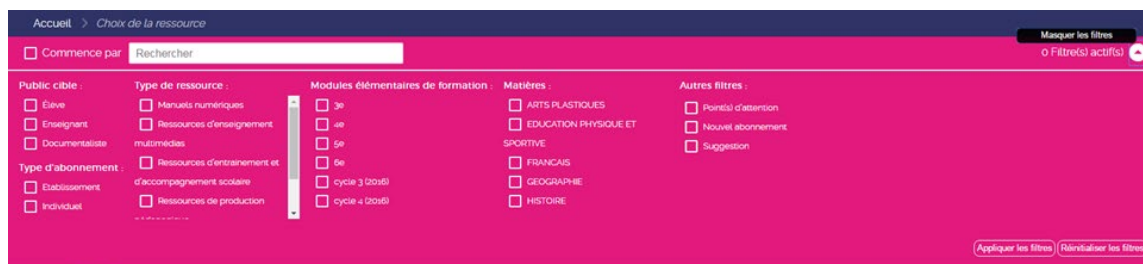 Accueil > Choix de la ressource
Masquer les filtres
Commence par Rechercher
0 Filtre(s) actif(s)
Public cible :
Élève
Enseignant
Documentaliste
Type d'abonnement :
Etablissement
Individuel
Type de ressource :
Manuels numériques
Ressources d'enseignement
multimédias
Ressources d'entrainement et
d'accompagnement scolaire
Ressources de production
Modules élémentaires de formation :
3e
4e
5e
6e
cycle 3 (2016)
cycle 4 (2016)
Matières :
ARTS PLASTIQUES
EDUCATION PHYSIQUE ET
SPORTIVE
FRANCAIS
GEOGRAPHIE
HISTOIRE
Autres filtres :
Point(s) d'attention
Nouvel abonnement
Suggestion
Appliquer les filtres
Réinitialiser les filtres